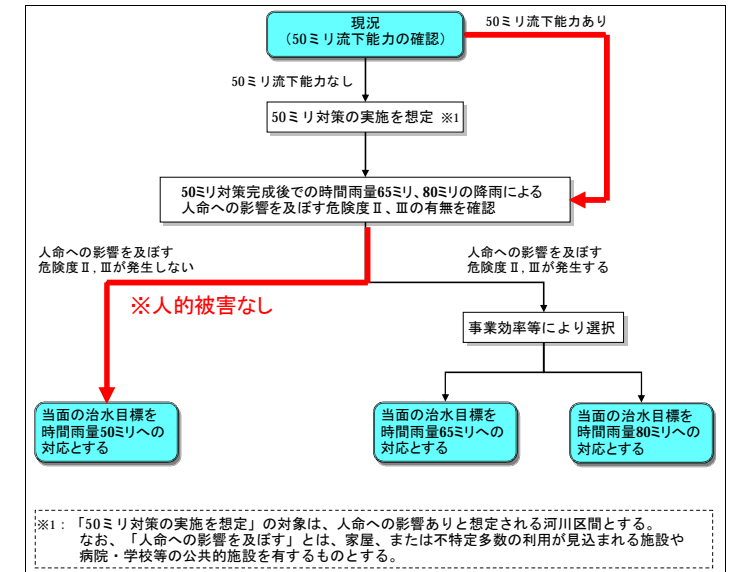 現況
（50ミリ流下能力の確認）
50ミリ流下能力あり
50ミリ流下能力なし
50ミリ対策の実施を想定 ※1
50ミリ対策完成後での時間雨量65ミリ、80ミリの降雨による
人命への影響を及ぼす危険度Ⅱ、Ⅲの有無を確認
人命への影響を及ぼす
危険度Ⅱ,Ⅲが発生しない
人命への影響を及ぼす
危険度Ⅱ,Ⅲが発生する
※人的被害なし
事業効率等により選択
当面の治水目標を
時間雨量50ミリへの
対応とする
当面の治水目標を
時間雨量65ミリへの
対応とする
当面の治水目標を
時間雨量80ミリへの
対応とする
※1：「50ミリ対策の実施を想定」の対象は、人命への影響ありと想定される河川区間とする。
なお、「人命への影響を及ぼす」とは、家屋、または不特定多数の利用が見込まれる施設や
病院・学校等の公共的施設を有するものとする。